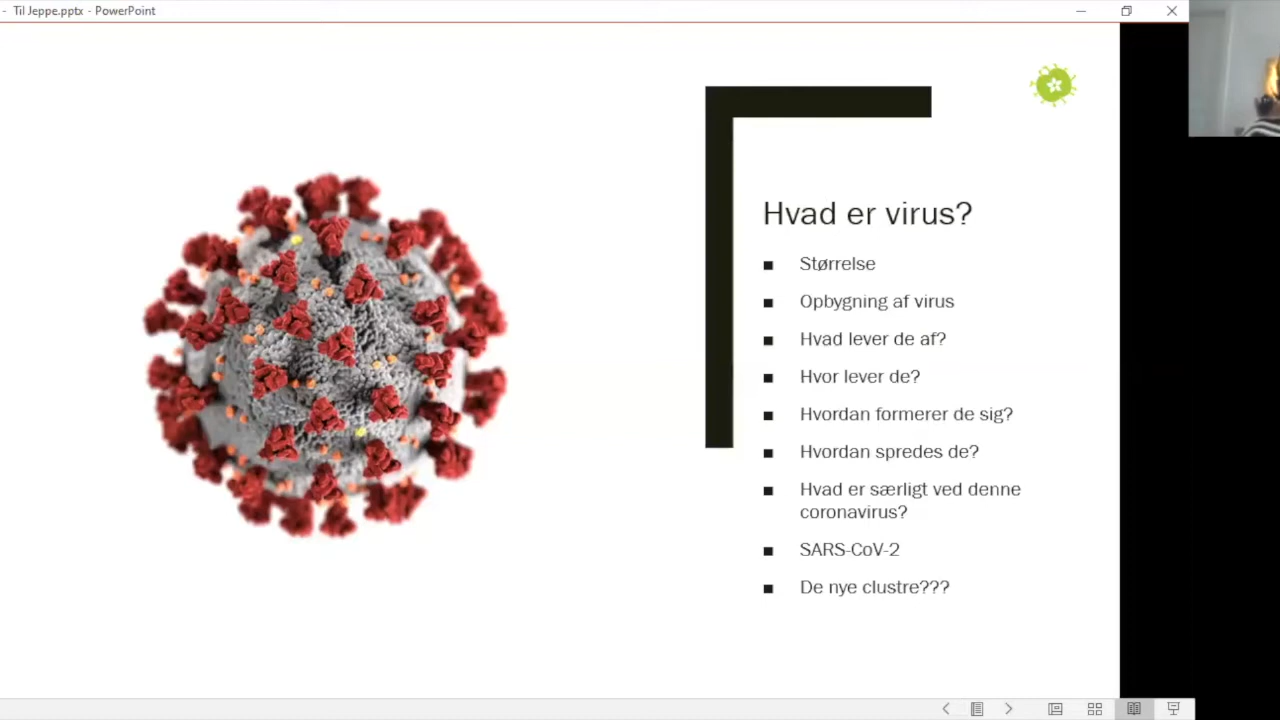 - Til Jeppe.pptx - PowerPoint
Hvad er virus?
■ Størrelse
■ Opbygning af virus
■ Hvad lever de af?
■ Hvor lever de?
■ Hvordan formerer de sig?
■ Hvordan spredes de?
■ Hvad er særligt ved denne
coronavirus?
■ SARS-CoV-2
■ De nye clustre???